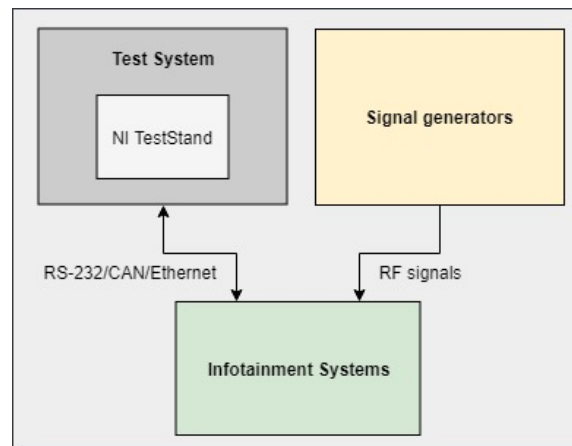 Test System
NI TestStand
Signal generators
RS-232/CAN/Ethernet
RF signals
Infotainment Systems